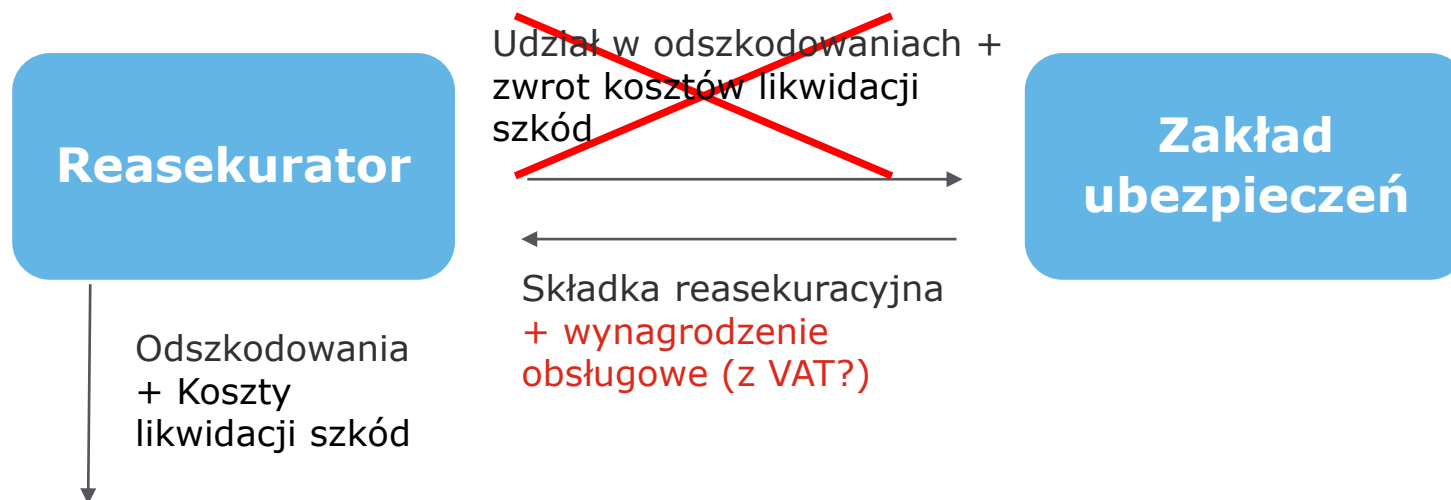 Reasekurator
Udział w odszkodowaniach +
zwrot kosztów likwidacji
szkód
Zakład
ubezpieczeń
Składka reasekuracyjna
+ wynagrodzenie
obsługowe (z VAT?)
Odszkodowania
+ Koszty
likwidacji szkód